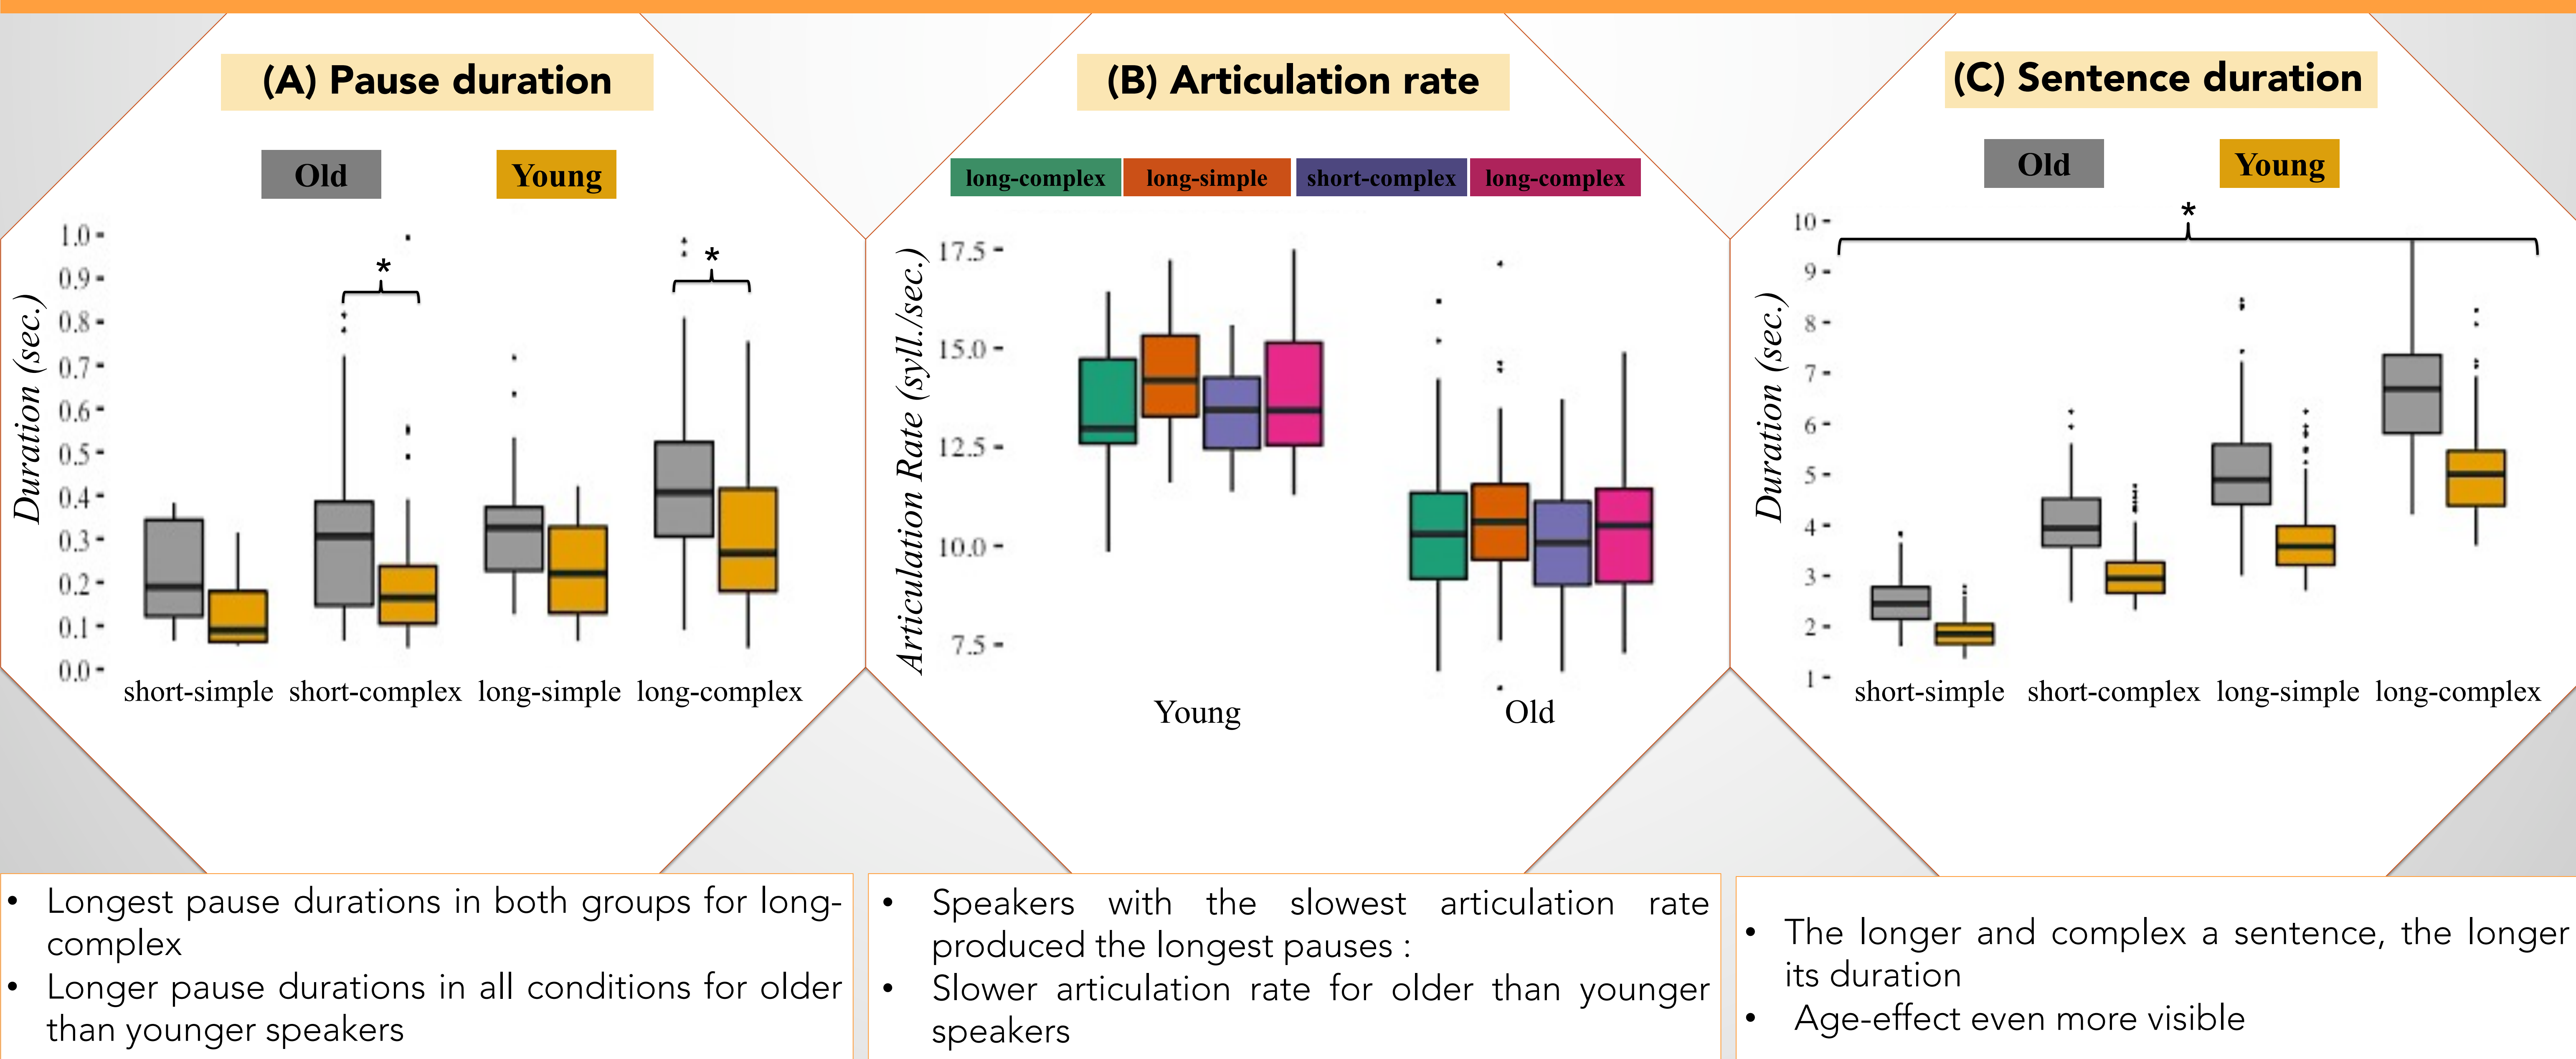 (A) Pause duration
Old Young
Duration (sec.)
1.0
0.9
0.8
0.7
0.6
0.5
0.4
0.3
0.2
0.1
0.0
* *
short-simple short-complex long-simple long-complex
(B) Articulation rate
long-complex long-simple short-complex long-complex
Articulation Rate (syll./sec.)
17.5
15.0
12.5
10.0
7.5
Young Old
(C) Sentence duration
Old Young
*
Duration (sec.)
10
9
8
7
6
5
4
3
2
1
short-simple short-complex long-simple long-complex
• Longest pause durations in both groups for long-
complex
• Longer pause durations in all conditions for older
than younger speakers
• Speakers with the slowest articulation rate
produced the longest pauses :
• Slower articulation rate for older than younger
speakers
• The longer and complex a sentence, the longer
its duration
• Age-effect even more visible